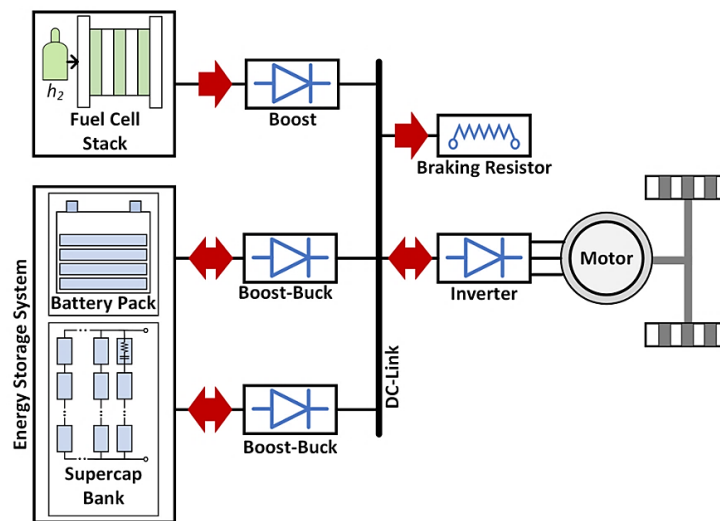 h2
Fuel Cell
Stack
Boost
Braking Resistor
Energy Storage System
Battery Pack
Boost-Buck
DC-Link
Inverter
Motor
Supercap
Bank
Boost-Buck